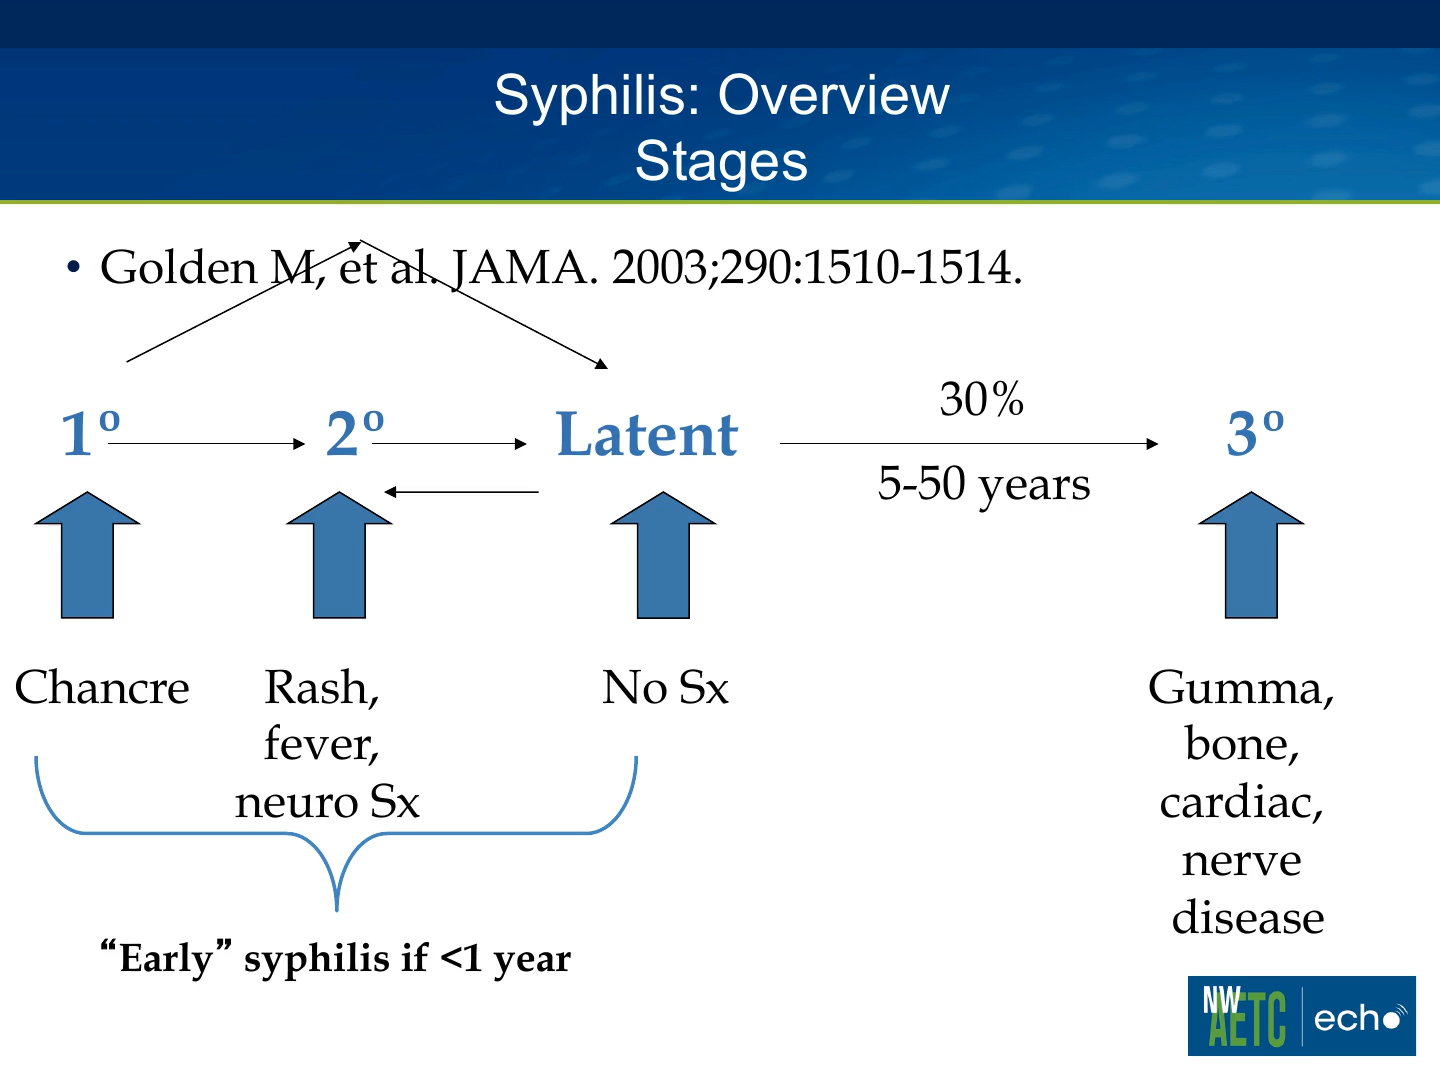 Syphilis: Overview
Stages
• Golden M, et al. JAMA. 2003;290:1510-1514.
30%
1º 2º Latent 3º
5-50 years
Chancre
Rash,
fever,
neuro Sx
No Sx
Gumma,
bone,
cardiac,
nerve
disease
“Early” syphilis if <1 year
NW
AETC
echo